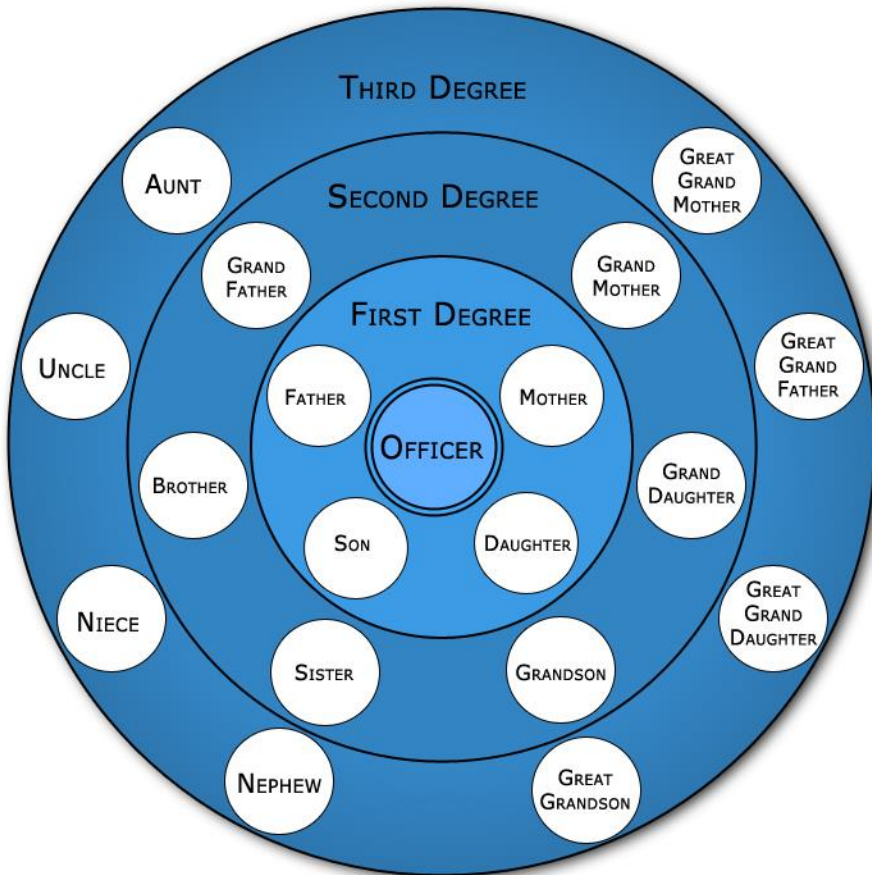 Third Degree
Aunt
Great
Grand
Mother
Second Degree
Grand
Father
Grand
Mother
First Degree
Uncle
Great
Grand
Father
Father
Mother
Officer
Brother
Grand
Daughter
Son
Daughter
Niece
Great
Grand
Daughter
Sister
Grandson
Nephew
Great
Grandson